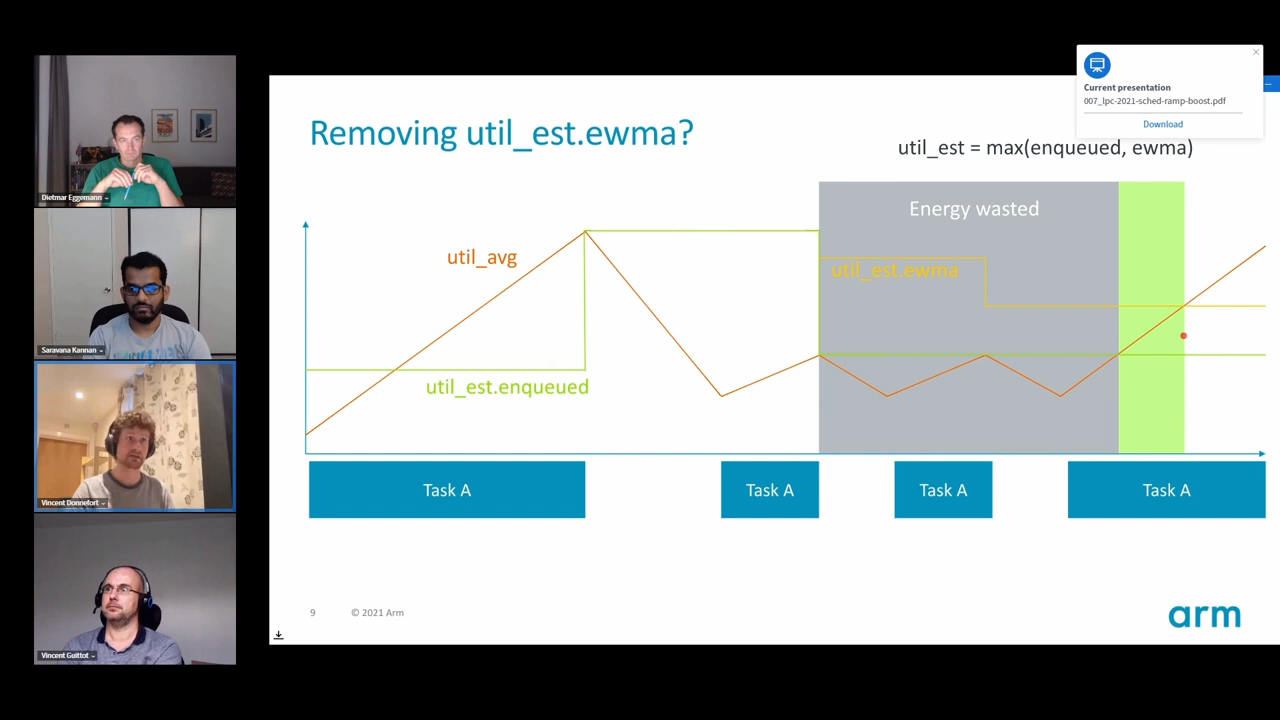 Dietmar Eggemann
Saravana Kannan
Vincent Donnefort
Vincent Guittot
Current presentation
007_lpc-2021-sched-ramp-boost.pdf
Download
Removing util_est.ewma?
util_est = max(enqueued, ewma)
Energy wasted
util_avg
util_est.ewma
util_est.enqueued
Task A
Task A
Task A
Task A
9
© 2021 Arm
arm